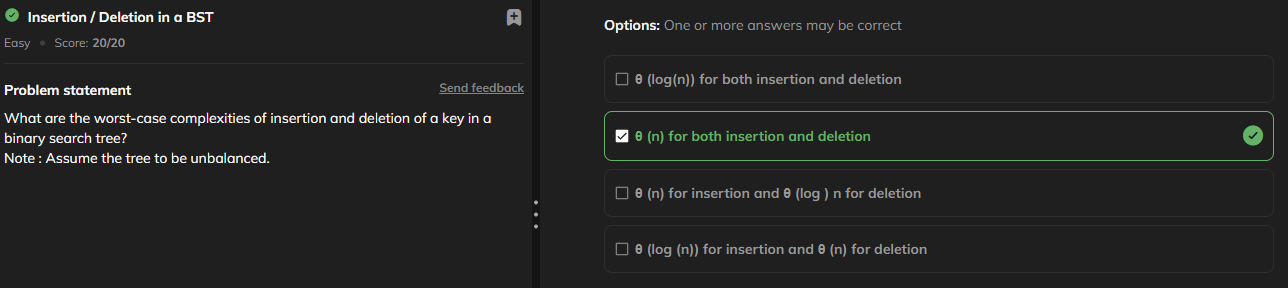 Insertion / Deletion in a BST
Easy • Score: 20/20
Problem statement
Send feedback
What are the worst-case complexities of insertion and deletion of a key in a
binary search tree?
Note : Assume the tree to be unbalanced.
Options: One or more answers may be correct
θ (log(n)) for both insertion and deletion
θ (n) for both insertion and deletion
θ (n) for insertion and θ (log ) n for deletion
θ (log (n)) for insertion and θ (n) for deletion